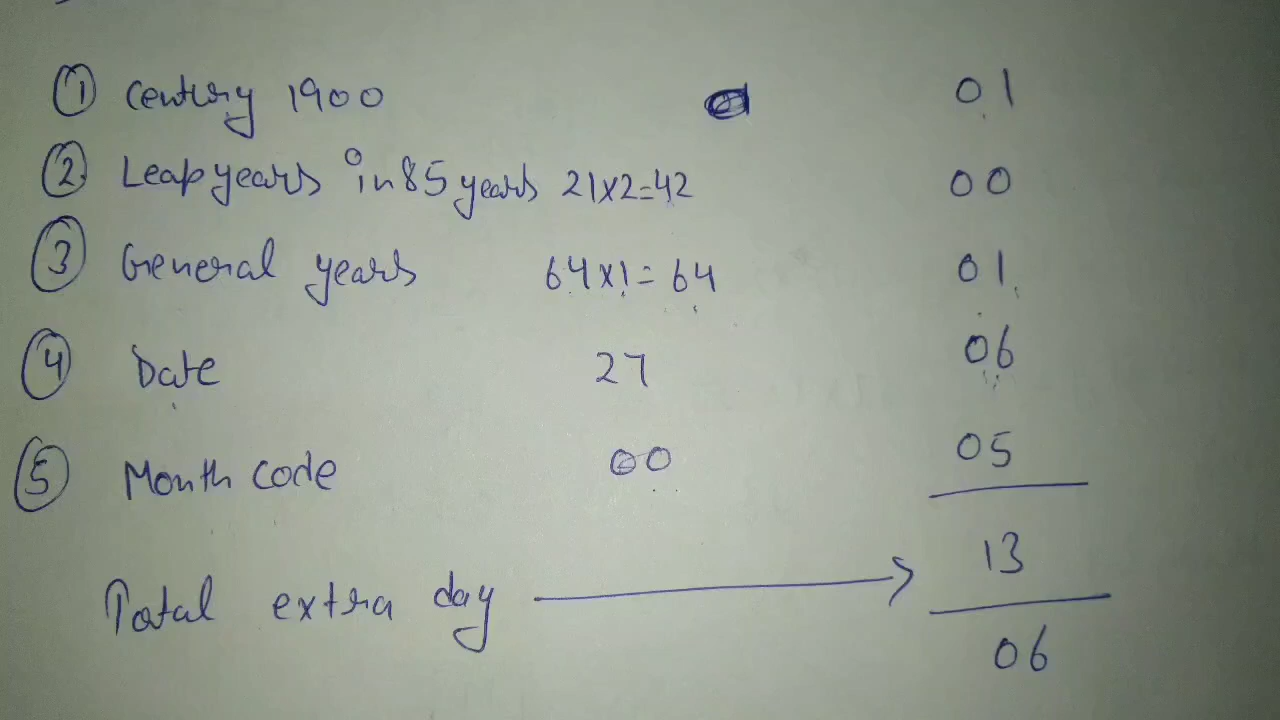 ① Century 1900 01
② Leap years in 85 years 21x2=42 00
③ General years 64x1=64 01
④ Date 27 06
⑤ Month code 00 05
13
Total extra day →
06